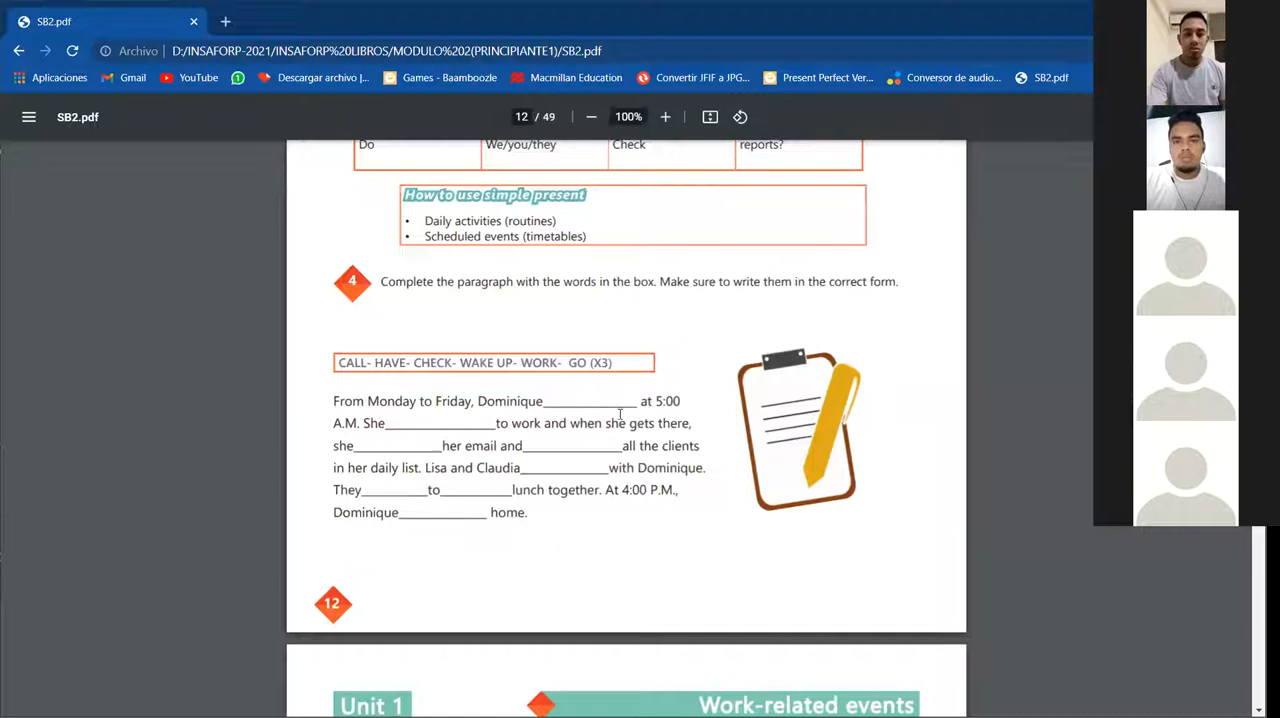 SB2.pdf
Archivo D:/INSAFORP-2021/INSAFORP%20LIBROS/MODULO%202(PRINCIPIANTE1)/SB2.pdf
Aplicaciones Gmail YouTube 1 Descargar archivo |... Games - Baamboozle Macmillan Education Convertir JFIF a JPG... Present Perfect Ver... Conversor de audio... SB2.pdf
SB2.pdf 12 / 49 100%
Do We/you/they Check reports?
How to use simple present
• Daily activities (routines)
• Scheduled events (timetables)
4 Complete the paragraph with the words in the box. Make sure to write them in the correct form.
CALL- HAVE- CHECK- WAKE UP- WORK- GO (X3)
From Monday to Friday, Dominique_____________ at 5:00
A.M. She_______________to work and when she gets there,
she____________her email and_____________all the clients
in her daily list. Lisa and Claudia____________with Dominique.
They_________to__________lunch together. At 4:00 P.M.,
Dominique____________ home.
12
Unit 1 Work-related events